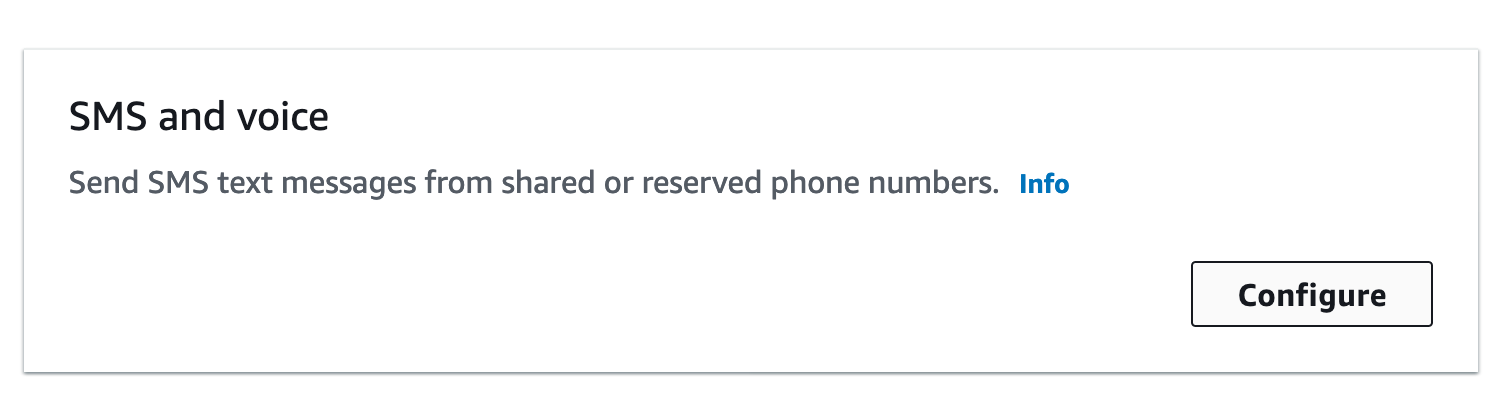 SMS and voice
Send SMS text messages from shared or reserved phone numbers. Info
Configure